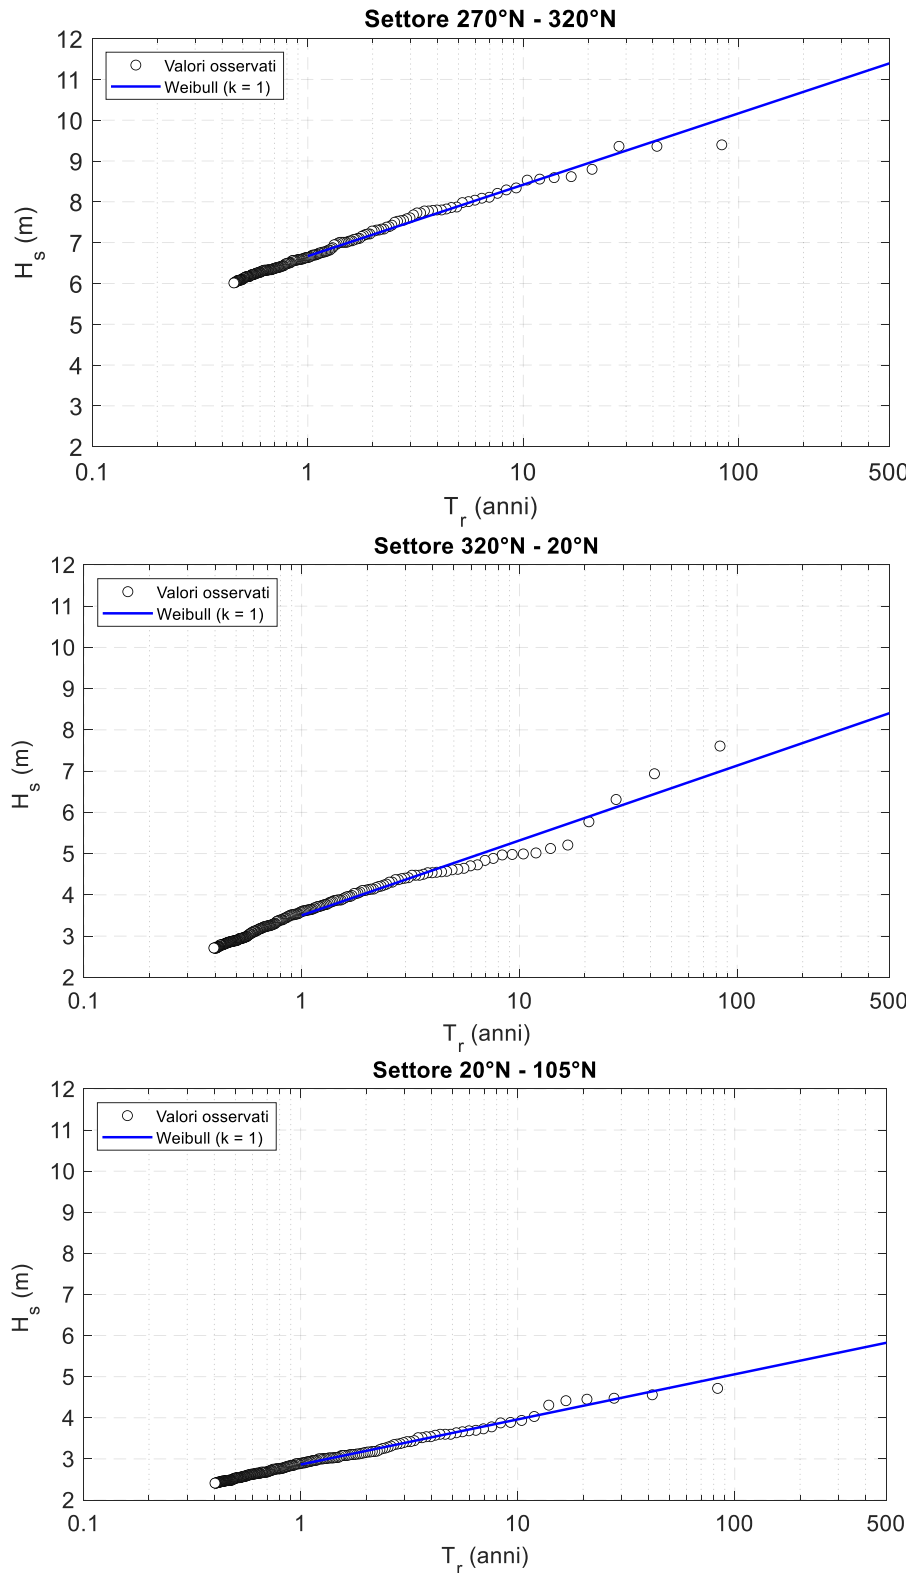 Settore 270°N - 320°N
12
11
10
9
8
7
6
5
4
3
2
H_s (m)
Valori osservati
Weibull (k = 1)
0.1 1 10 100 500
T_r (anni)
Settore 320°N - 20°N
12
11
10
9
8
7
6
5
4
3
2
H_s (m)
Valori osservati
Weibull (k = 1)
0.1 1 10 100 500
T_r (anni)
Settore 20°N - 105°N
12
11
10
9
8
7
6
5
4
3
2
H_s (m)
Valori osservati
Weibull (k = 1)
0.1 1 10 100 500
T_r (anni)